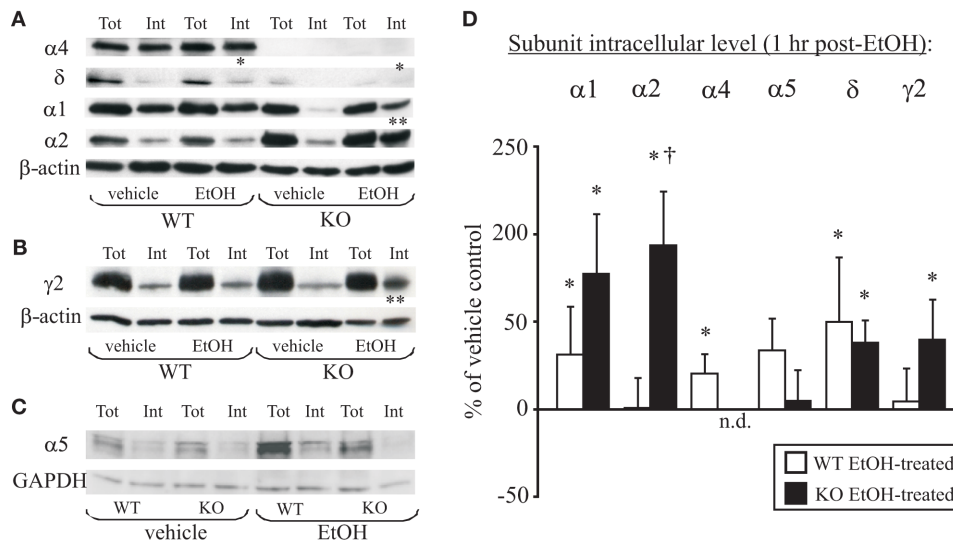 A
Tot Int Tot Int Tot Int Tot Int
α4
* *
δ
α1
**
α2
β-actin
vehicle EtOH vehicle EtOH
WT KO
B
Tot Int Tot Int Tot Int Tot Int
γ2
**
β-actin
vehicle EtOH vehicle EtOH
WT KO
C
Tot Int Tot Int Tot Int Tot Int
α5
GAPDH
WT KO WT KO
vehicle EtOH
D
Subunit intracellular level (1 hr post-EtOH):
α1 α2 α4 α5 δ γ2
% of vehicle control
250
200
50
50
0
-50
* * * † * * * *
n.d.
WT EtOH-treated
KO EtOH-treated